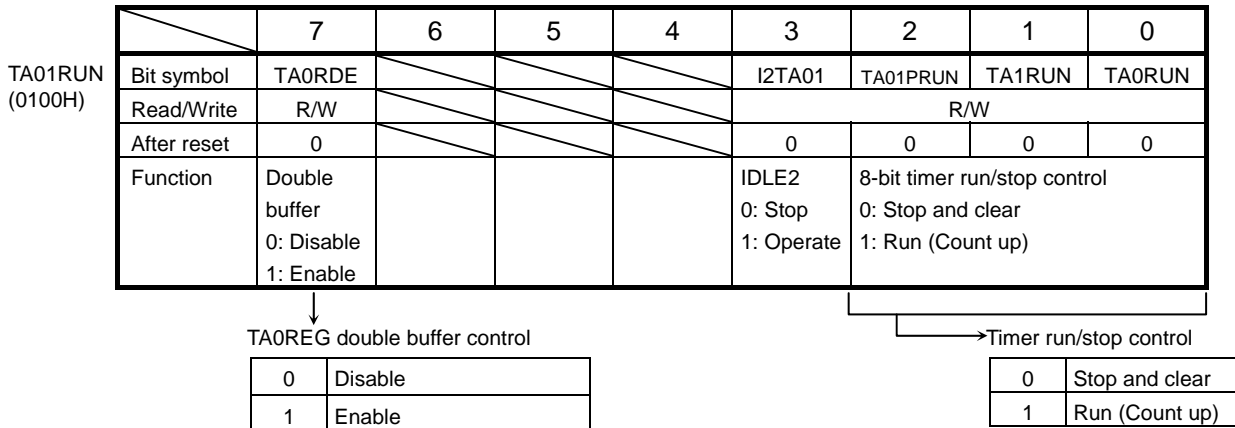 7 6 5 4 3 2 1 0
TA01RUN (0100H)
Bit symbol TA0RDE I2TA01 TA01PRUN TA1RUN TA0RUN
Read/Write R/W R/W
After reset 0 0 0 0 0
Function Double buffer 0: Disable 1: Enable IDLE2 0: Stop 1: Operate 8-bit timer run/stop control 0: Stop and clear 1: Run (Count up)
TA0REG double buffer control
0 Disable
1 Enable
Timer run/stop control
0 Stop and clear
1 Run (Count up)